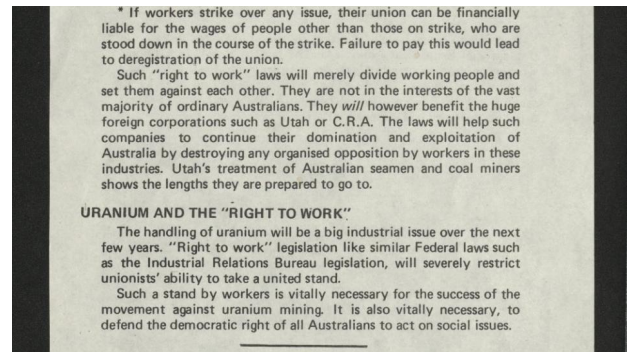 * If workers strike over any issue, their union can be financially
liable for the wages of people other than those on strike, who are
stood down in the course of the strike. Failure to pay this would lead
to deregistration of the union.
Such "right to work" laws will merely divide working people and
set them against each other. They are not in the interests of the vast
majority of ordinary Australians. They will however benefit the huge
foreign corporations such as Utah or C.R.A. The laws will help such
companies to continue their domination and exploitation of
Australia by destroying any organised opposition by workers in these
industries. Utah's treatment of Australian seamen and coal miners
shows the lengths they are prepared to go to.
URANIUM AND THE "RIGHT TO WORK"
The handling of uranium will be a big industrial issue over the next
few years. "Right to work" legislation like similar Federal laws such
as the Industrial Relations Bureau legislation, will severely restrict
unionists' ability to take a united stand.
Such a stand by workers is vitally necessary for the success of the
movement against uranium mining. It is also vitally necessary, to
defend the democratic right of all Australians to act on social issues.